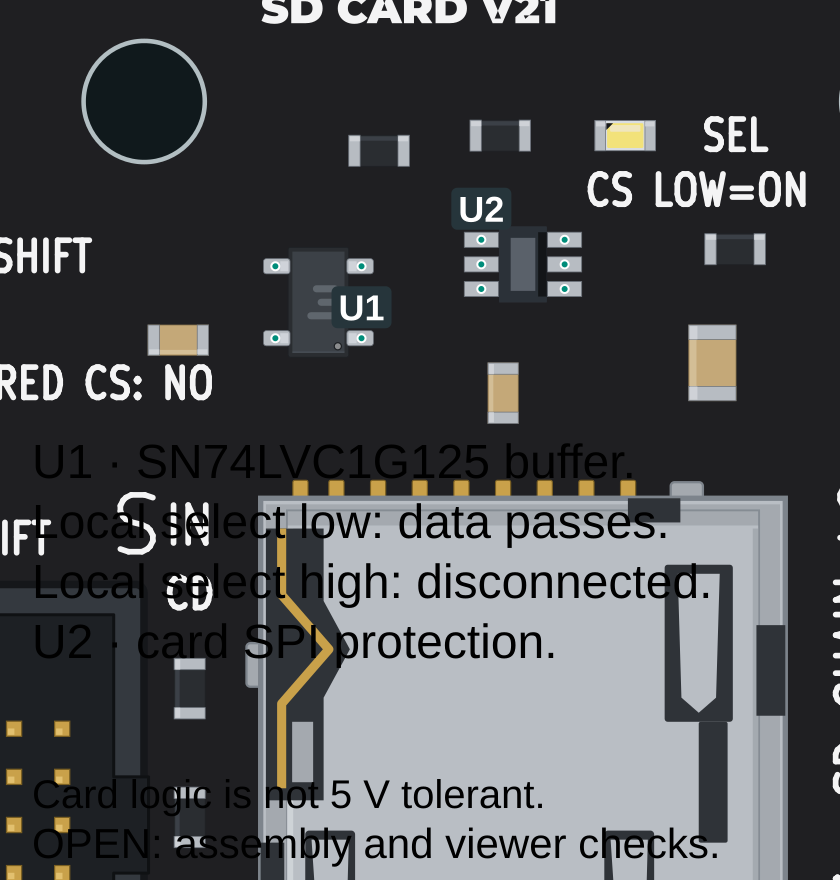 SD CARD V21
SEL
CS LOW=ON
U2
SHIFT
U1
RED CS: NO
U1 · SN74LVC1G125 buffer.
Local select low: data passes.
S IN
IFT
Local select high: disconnected.
CD
U2 · card SPI protection.
Card logic is not 5 V tolerant.
OPEN: assembly and viewer checks.